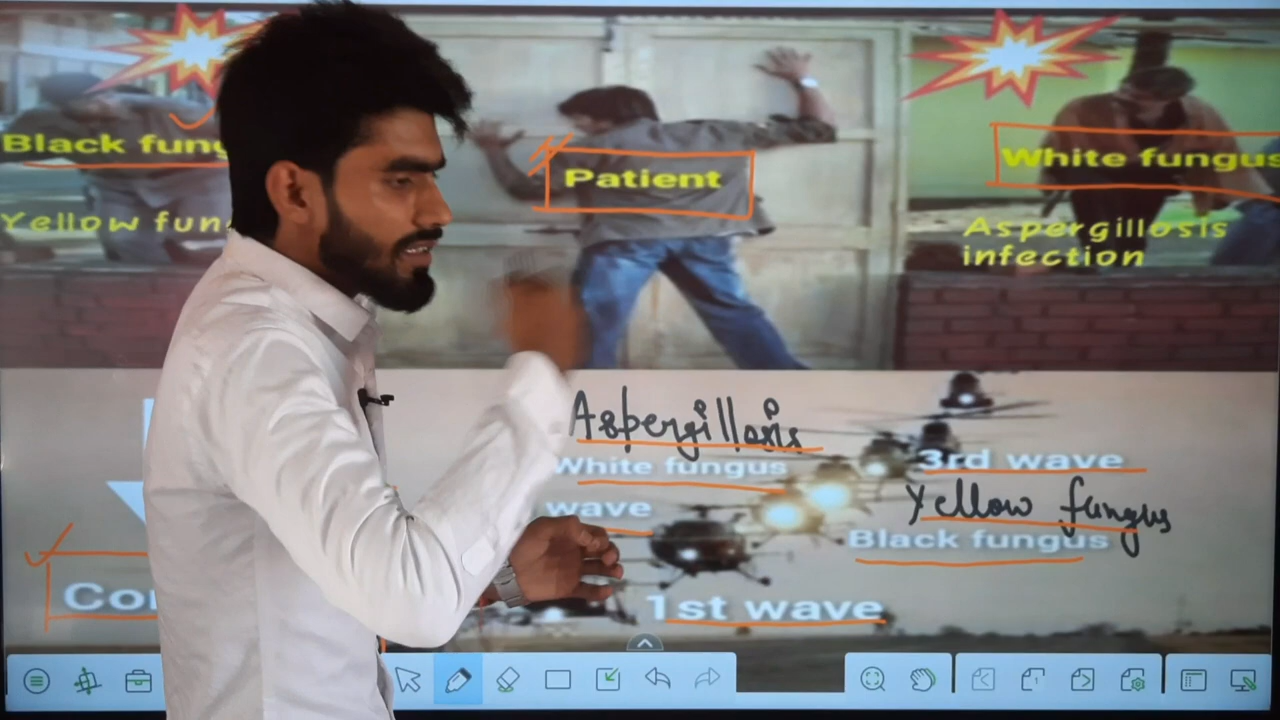 Black fung
Patient
White fungus
Yellow fun
Aspergillosis
infection
Aspergillosis
White fungus
3rd wave
wave
Yellow fungus
Black fungus
Co
1st wave